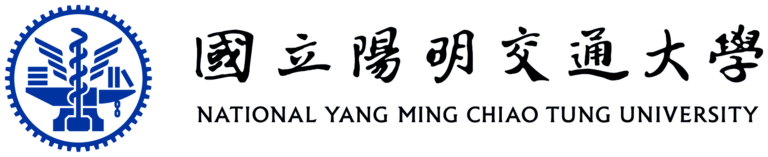 國立陽明交通大學
NATIONAL YANG MING CHIAO TUNG UNIVERSITY